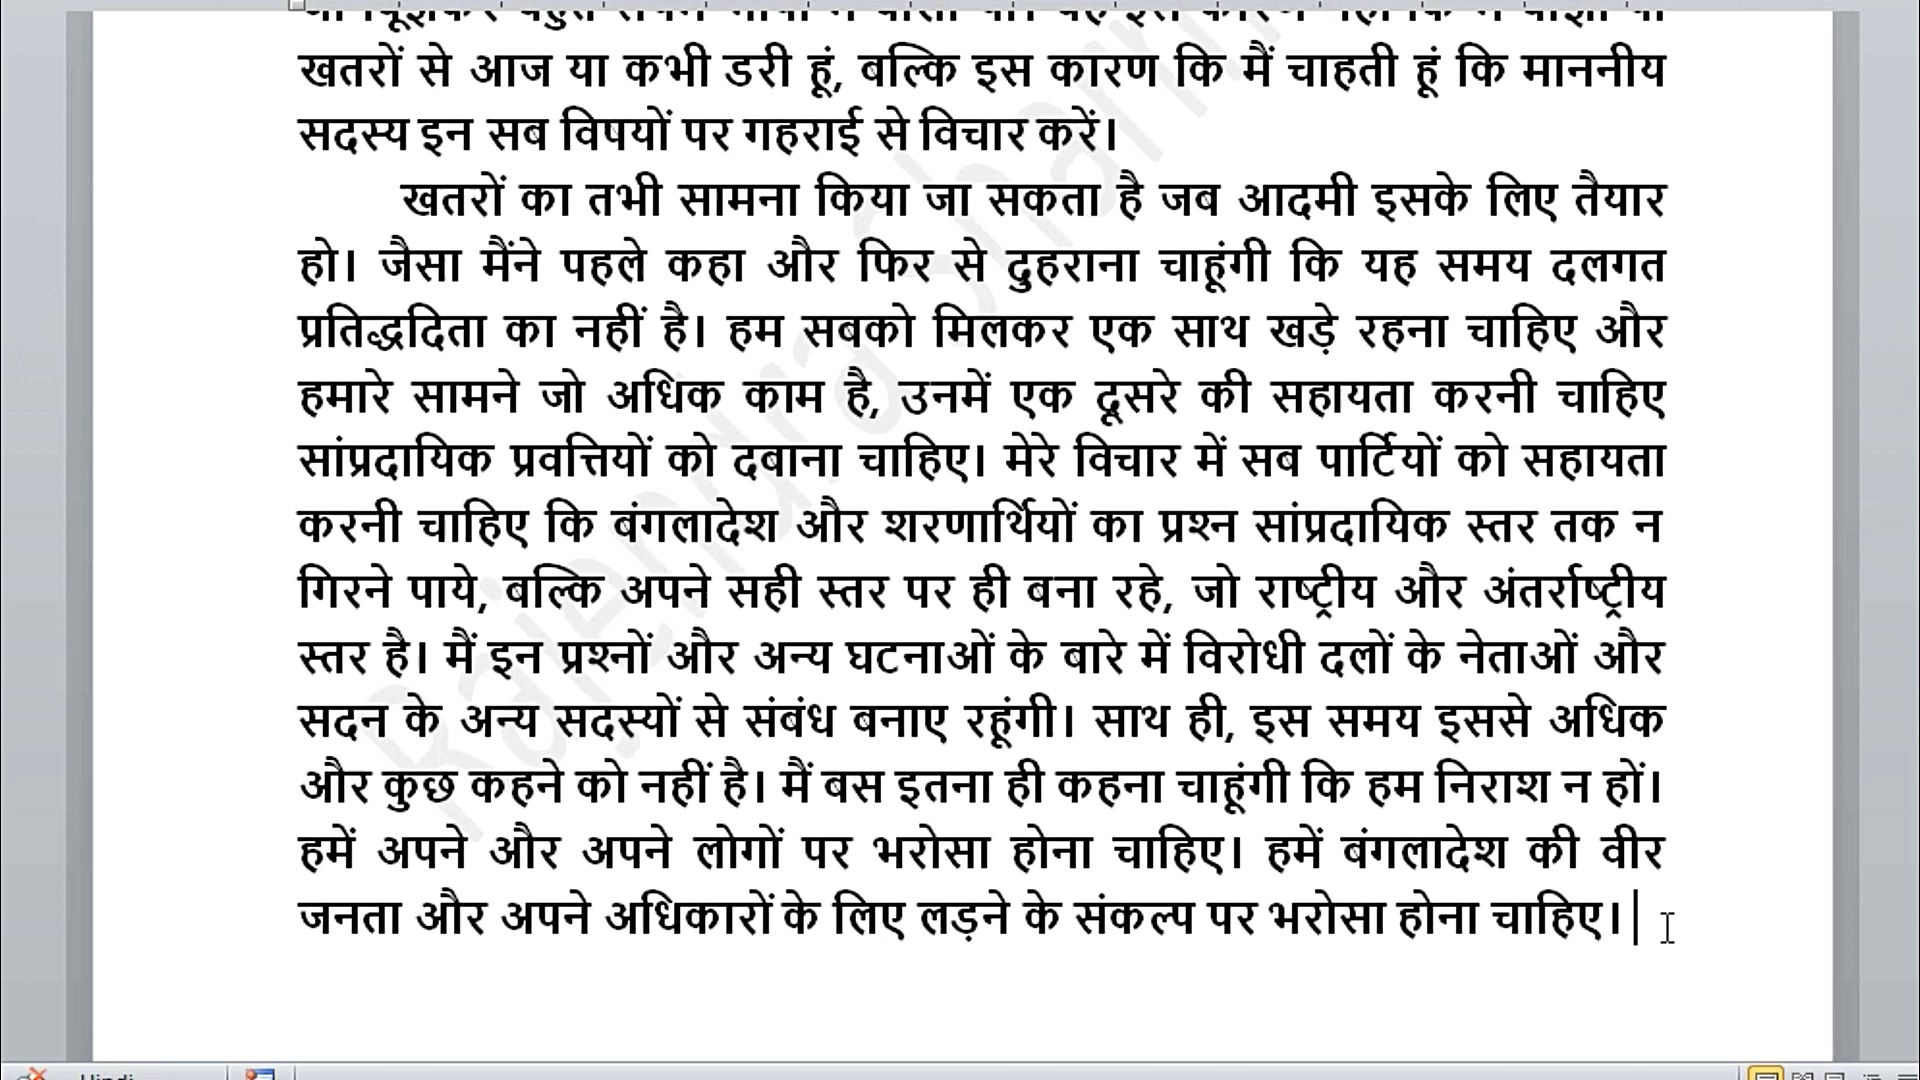 खतरों से आज या कभी डरी हूं, बल्कि इस कारण कि मैं चाहती हूं कि माननीय
सदस्य इन सब विषयों पर गहराई से विचार करें।
खतरों का तभी सामना किया जा सकता है जब आदमी इसके लिए तैयार
हो। जैसा मैंने पहले कहा और फिर से दुहराना चाहूंगी कि यह समय दलगत
प्रतिद्धदिता का नहीं है। हम सबको मिलकर एक साथ खड़े रहना चाहिए और
हमारे सामने जो अधिक काम है, उनमें एक दूसरे की सहायता करनी चाहिए
सांप्रदायिक प्रवत्तियों को दबाना चाहिए। मेरे विचार में सब पार्टियों को सहायता
करनी चाहिए कि बंगलादेश और शरणार्थियों का प्रश्न सांप्रदायिक स्तर तक न
गिरने पाये, बल्कि अपने सही स्तर पर ही बना रहे, जो राष्ट्रीय और अंतर्राष्ट्रीय
स्तर है। मैं इन प्रश्नों और अन्य घटनाओं के बारे में विरोधी दलों के नेताओं और
सदन के अन्य सदस्यों से संबंध बनाए रहूंगी। साथ ही, इस समय इससे अधिक
और कुछ कहने को नहीं है। मैं बस इतना ही कहना चाहूंगी कि हम निराश न हों।
हमें अपने और अपने लोगों पर भरोसा होना चाहिए। हमें बंगलादेश की वीर
जनता और अपने अधिकारों के लिए लड़ने के संकल्प पर भरोसा होना चाहिए।
Rajendra Sharm